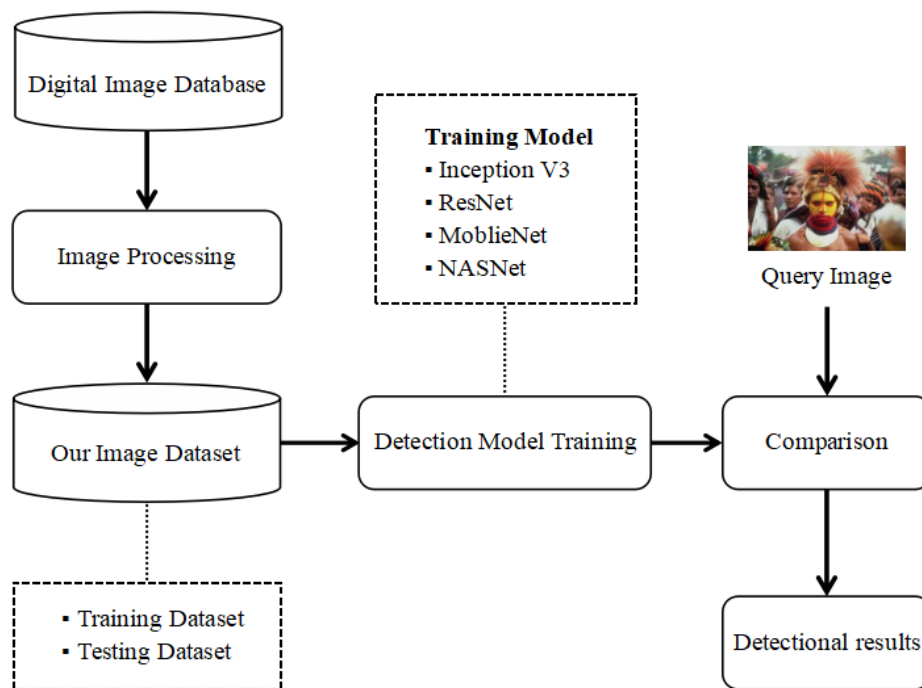 Digital Image Database
Image Processing
Our Image Dataset
▪ Training Dataset
▪ Testing Dataset
Training Model
▪ Inception V3
▪ ResNet
▪ MoblieNet
▪ NASNet
Detection Model Training
Query Image
Comparison
Detectional results